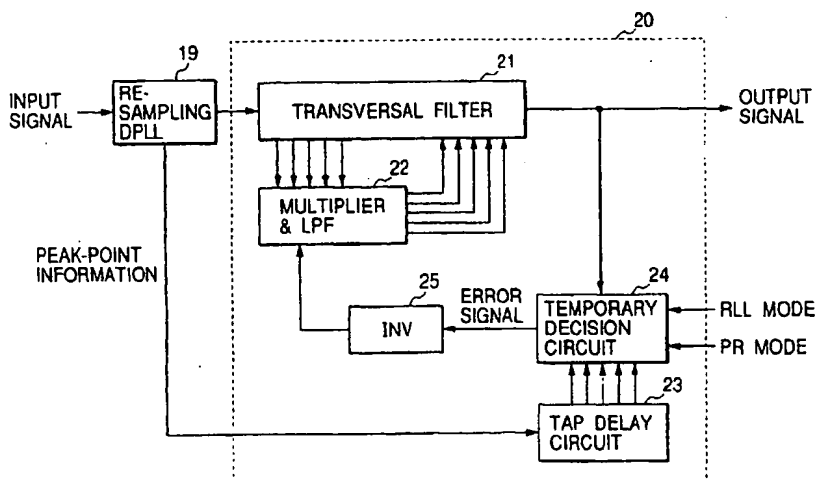 20
19
21
INPUT
SIGNAL
RE-
SAMPLING
DPLL
TRANSVERSAL FILTER
OUTPUT
SIGNAL
22
MULTIPLIER
& LPF
PEAK-POINT
INFORMATION
25
INV
ERROR
SIGNAL
24
TEMPORARY
DECISION
CIRCUIT
RLL MODE
PR MODE
23
TAP DELAY
CIRCUIT